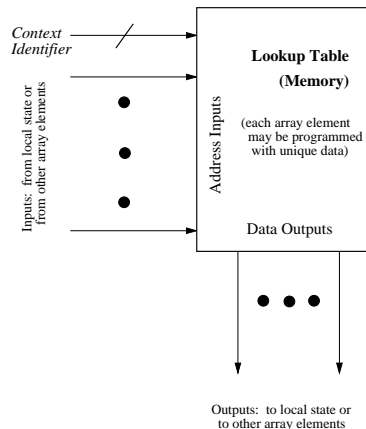 Context
Identifier
Lookup Table
(Memory)
(each array element
may be programmed
with unique data)
Address Inputs
Inputs: from local state or
from other array elements
Data Outputs
Outputs: to local state or
to other array elements